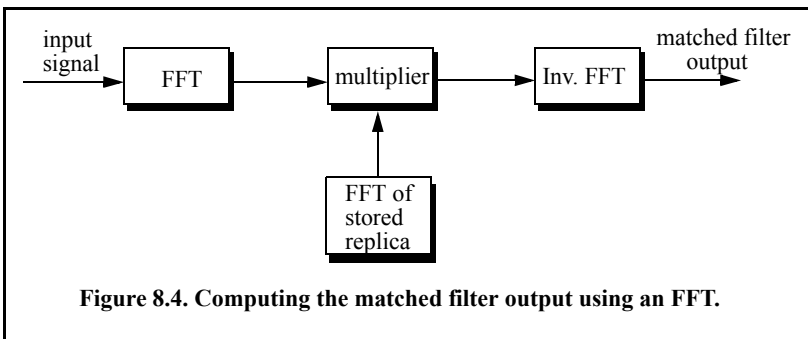 input
signal
FFT
multiplier
Inv. FFT
matched filter
output
FFT of
stored
replica
Figure 8.4. Computing the matched filter output using an FFT.